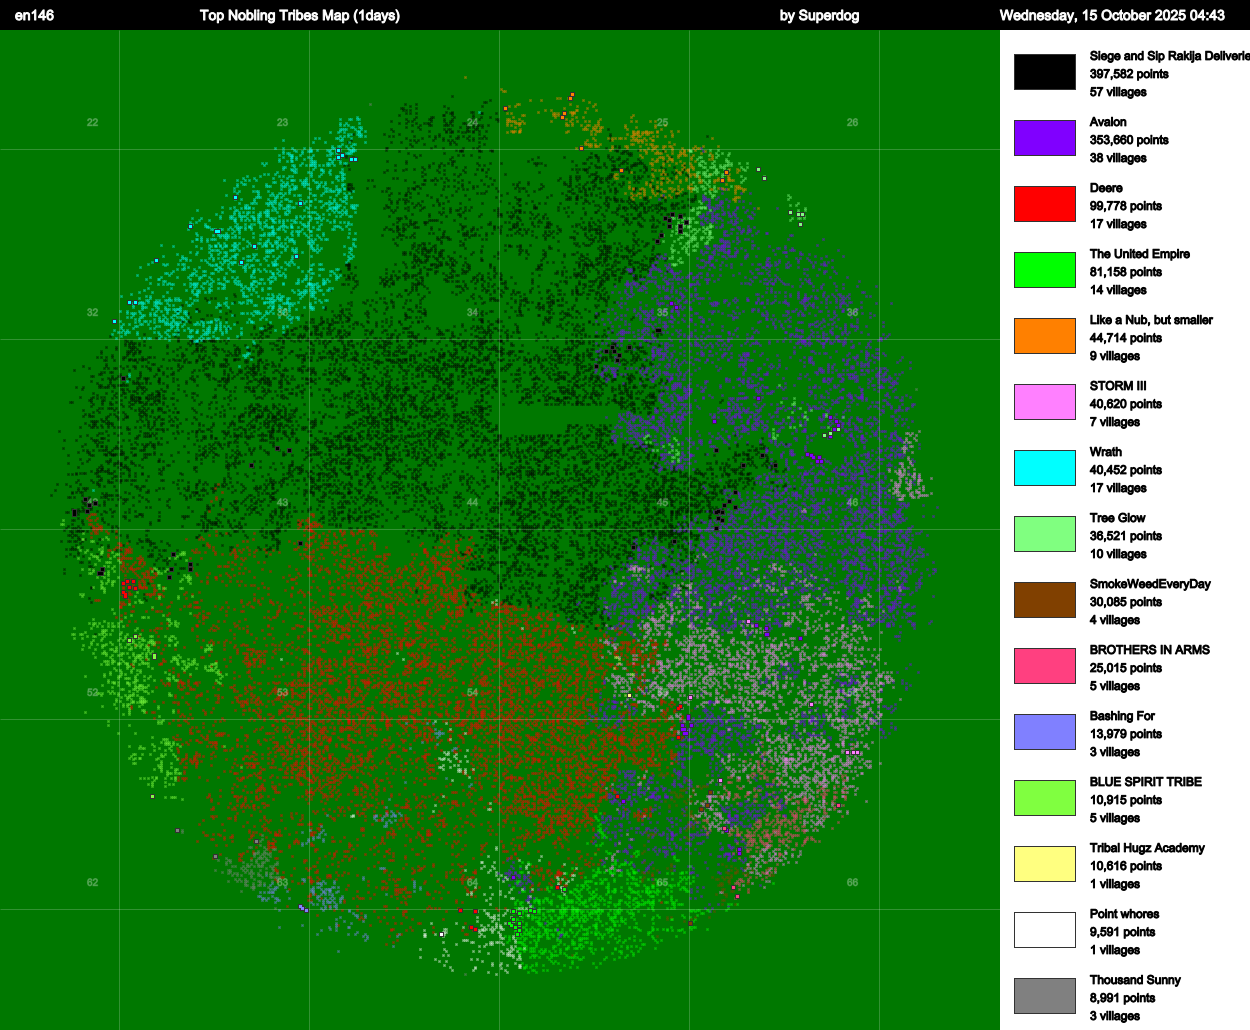 en146 Top Nobling Tribes Map (1days) by Superdog Wednesday, 15 October 2025 04:43
Siege and Sip Rakija Deliverie
397,582 points
57 villages
Avalon
353,660 points
38 villages
Deere
99,778 points
17 villages
The United Empire
81,158 points
14 villages
Like a Nub, but smaller
44,714 points
9 villages
STORM III
40,620 points
7 villages
Wrath
40,452 points
17 villages
Tree Glow
36,521 points
10 villages
SmokeWeedEveryDay
30,085 points
4 villages
BROTHERS IN ARMS
25,015 points
5 villages
Bashing For
13,979 points
3 villages
BLUE SPIRIT TRIBE
10,915 points
5 villages
Tribal Hugz Academy
10,616 points
1 villages
Point whores
9,591 points
1 villages
Thousand Sunny
8,991 points
3 villages
22 23 24 25 26
32 33 34 35 36
43 44 45 46
52 53 54 55 56
62 63 64 65 66